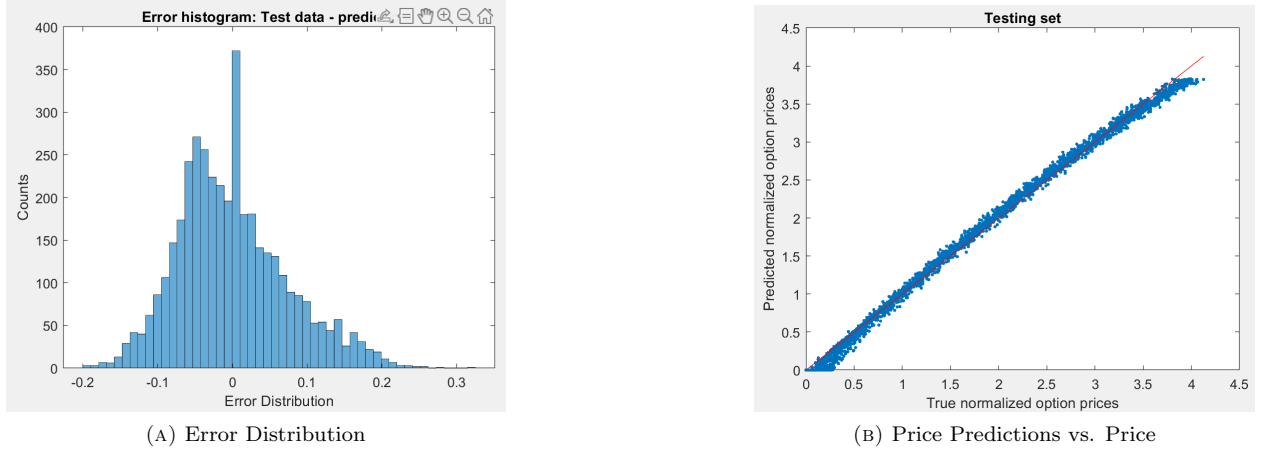 Error histogram: Test data - predic
400
350
300
250
200
150
100
50
0
-0.2 -0.1 0 0.1 0.2 0.3
Counts
Error Distribution
(A) Error Distribution
Testing set
4.5
4
3.5
3
2.5
2
1.5
1
0.5
0
0 0.5 1 1.5 2 2.5 3 3.5 4 4.5
Predicted normalized option prices
True normalized option prices
(B) Price Predictions vs. Price